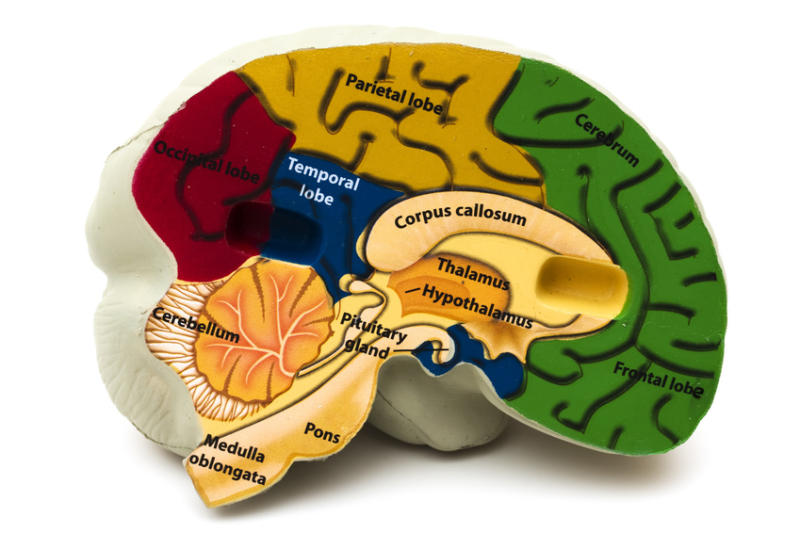 Parietal lobe
Cerebrum
Occipital lobe
Temporal
lobe
Corpus callosum
Thalamus
Hypothalamus
Cerebellum
Pituitary
gland
Frontal lobe
Pons
Medulla
oblongata